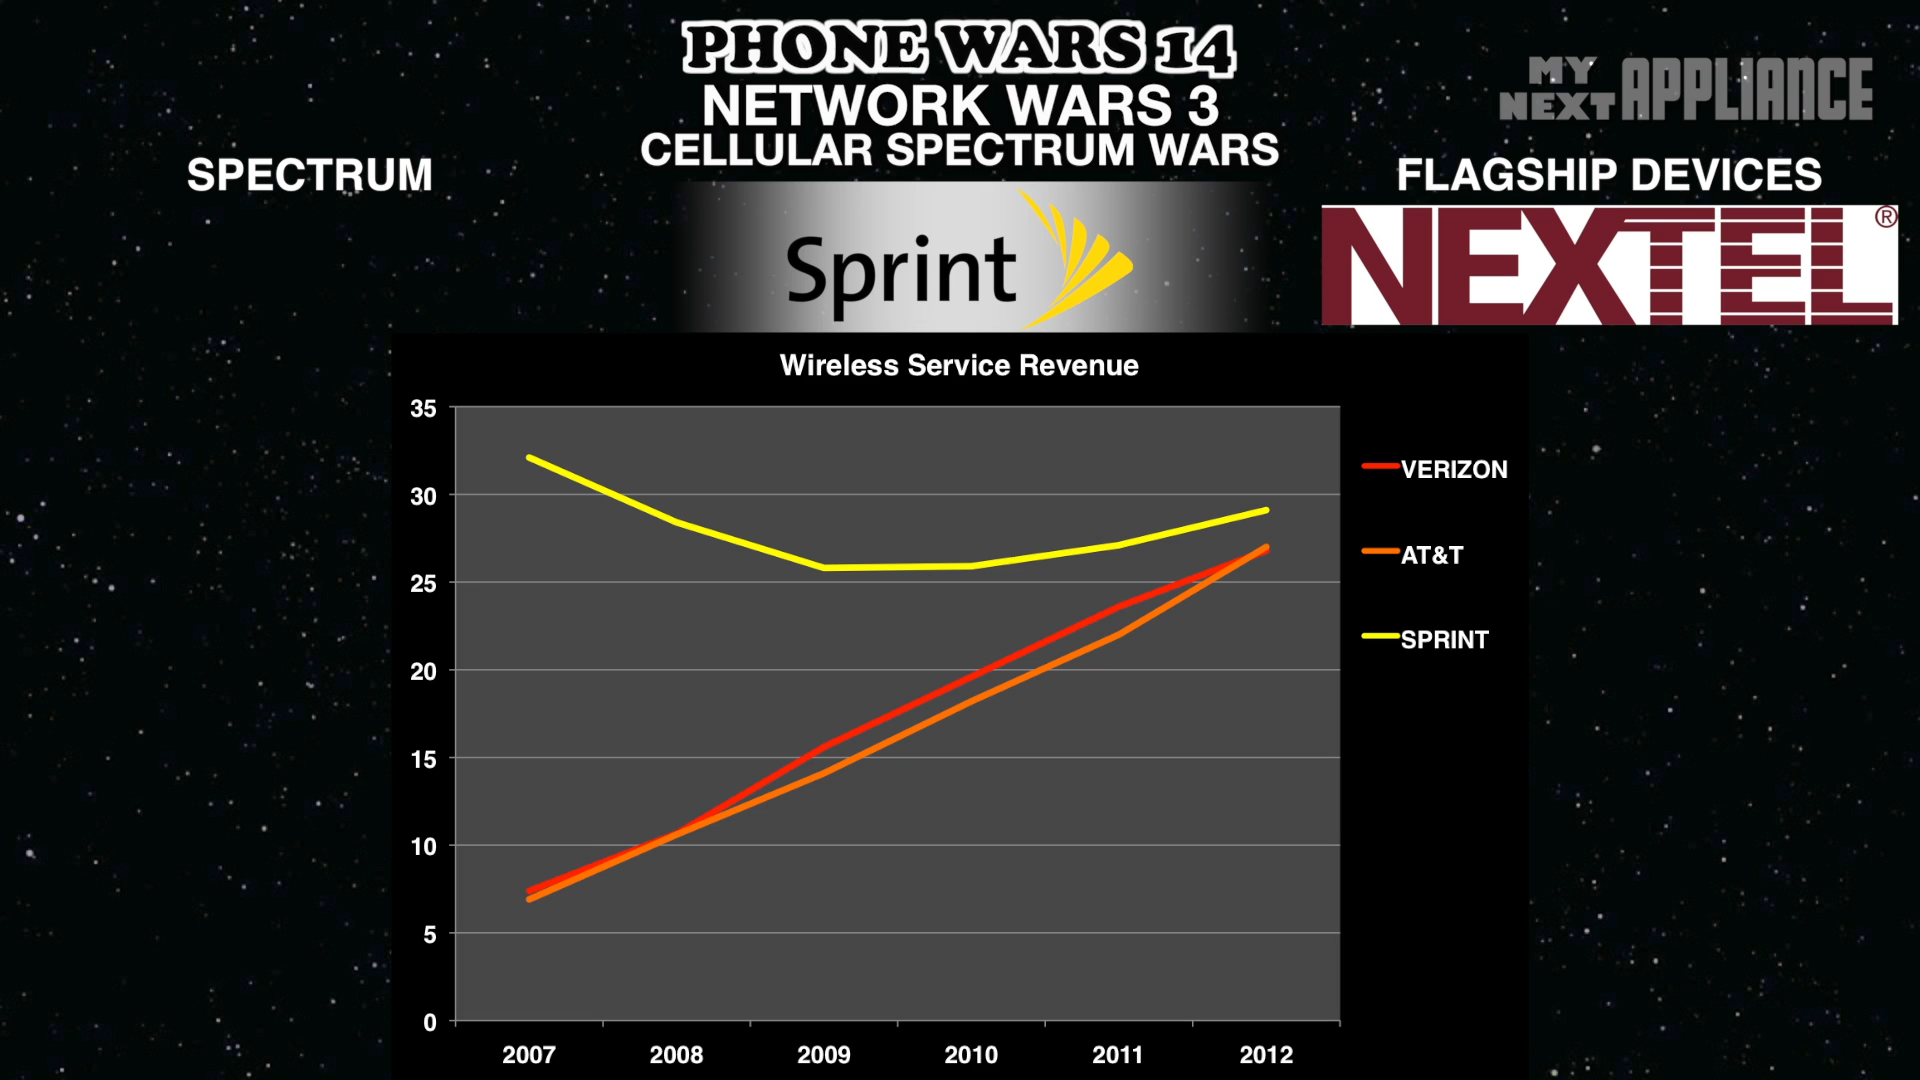 PHONE WARS 14
NETWORK WARS 3
CELLULAR SPECTRUM WARS
MY NEXT APPLIANCE
SPECTRUM
FLAGSHIP DEVICES
Sprint
NEXTEL®
Wireless Service Revenue
35
30
25
20
15
10
5
0
2007 2008 2009 2010 2011 2012
VERIZON
AT&T
SPRINT